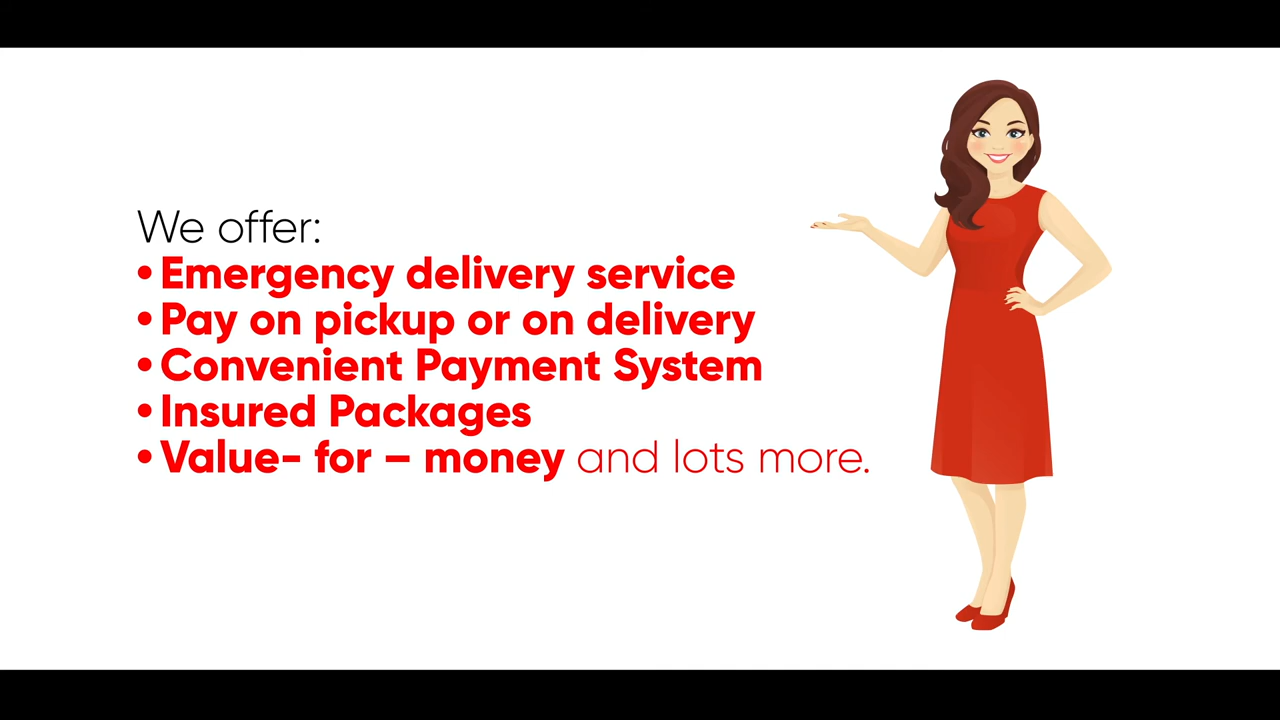 We offer:
• Emergency delivery service
• Pay on pickup or on delivery
• Convenient Payment System
• Insured Packages
• Value- for – money and lots more.